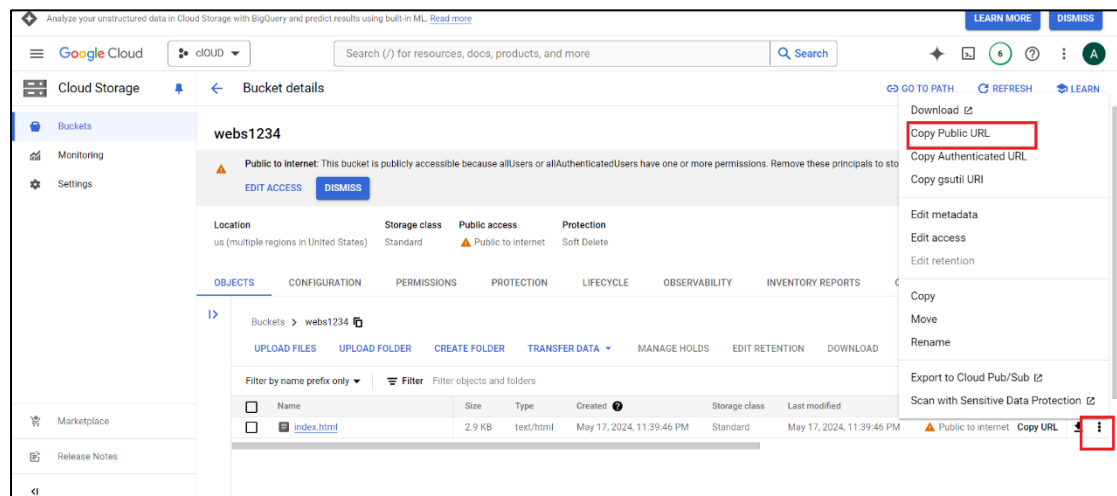 Analyze your unstructured data in Cloud Storage with BigQuery and predict results using built-in ML. Read more
LEARN MORE
DISMISS
Google Cloud
clOUD
Search (/) for resources, docs, products, and more
Search
6
A
Cloud Storage
Bucket details
GO TO PATH
REFRESH
LEARN
Buckets
Monitoring
Settings
Marketplace
Release Notes
webs1234
Public to internet: This bucket is publicly accessible because allUsers or allAuthenticatedUsers have one or more permissions. Remove these principals to
EDIT ACCESS
DISMISS
Location
Storage class
Public access
Protection
us (multiple regions in United States)
Standard
Public to internet
Soft Delete
OBJECTS
CONFIGURATION
PERMISSIONS
PROTECTION
LIFECYCLE
OBSERVABILITY
INVENTORY REPORTS
Buckets > webs1234
UPLOAD FILES
UPLOAD FOLDER
CREATE FOLDER
TRANSFER DATA
MANAGE HOLDS
EDIT RETENTION
DOWNLOAD
Filter by name prefix only
Filter
Filter objects and folders
Name
Size
Type
Created
Storage class
Last modified
index.html
2.9 KB
text/html
May 17, 2024, 11:39:46 PM
Standard
May 17, 2024, 11:39:46 PM
Public to internet
Copy URL
Download
Copy Public URL
Copy Authenticated URL
Copy gsutil URI
Edit metadata
Edit access
Edit retention
Copy
Move
Rename
Export to Cloud Pub/Sub
Scan with Sensitive Data Protection